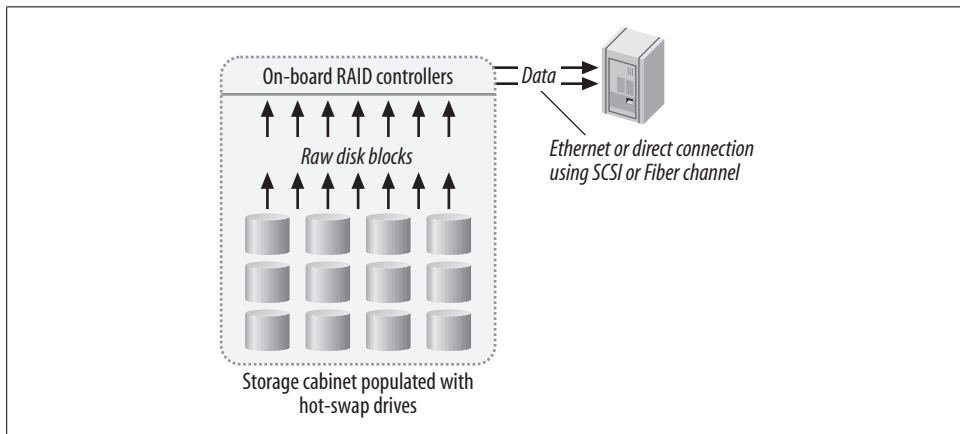 On-board RAID controllers
Data
Raw disk blocks
Ethernet or direct connection
using SCSI or Fiber channel
Storage cabinet populated with
hot-swap drives